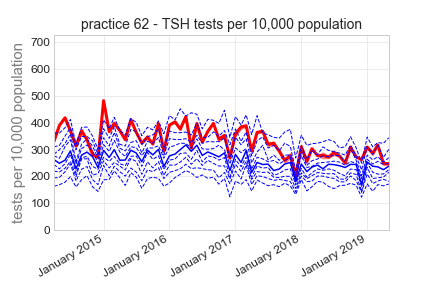 practice 62 - TSH tests per 10,000 population
tests per 10,000 population
700
600
500
400
300
200
100
0
January 2015
January 2016
January 2017
January 2018
January 2019